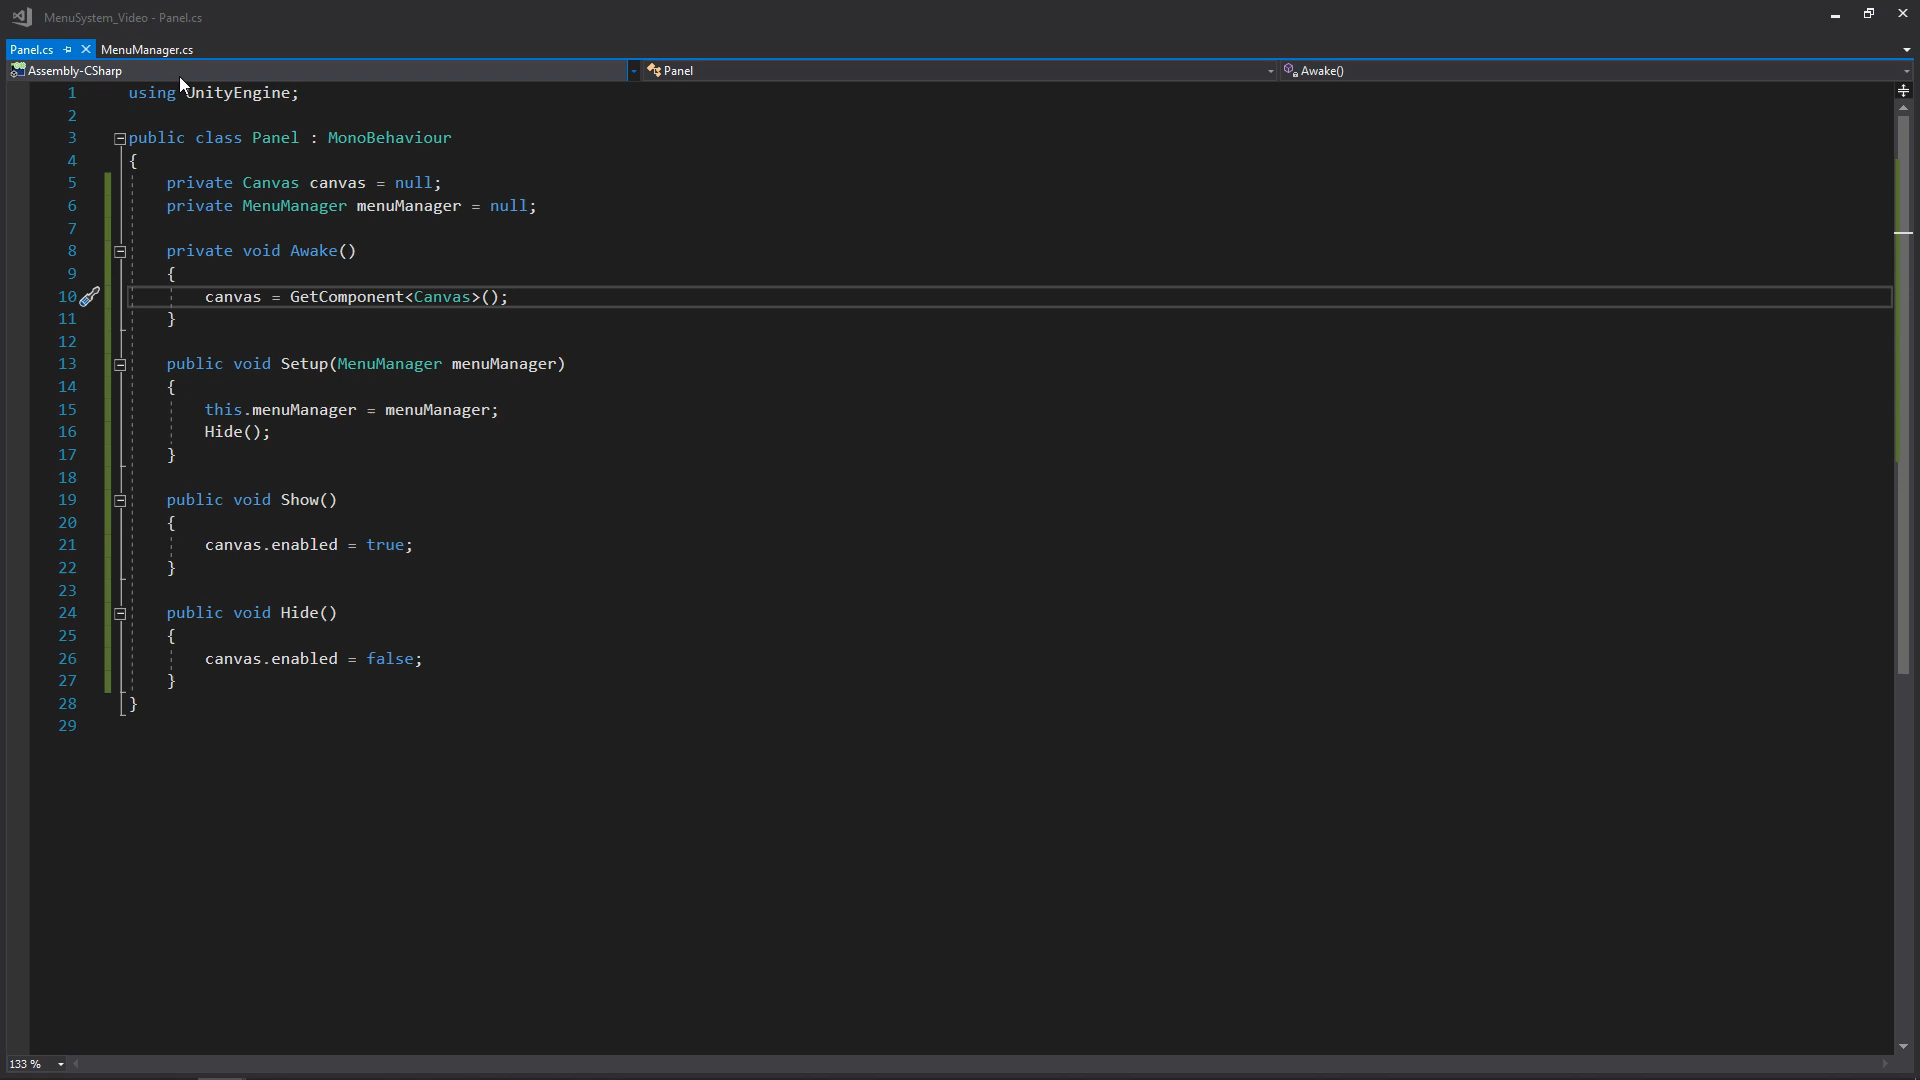 MenuSystem_Video - Panel.cs
Panel.cs MenuManager.cs
Assembly-CSharp Panel Awake()
1 using UnityEngine;
2
3 public class Panel : MonoBehaviour
4 {
5 private Canvas canvas = null;
6 private MenuManager menuManager = null;
7
8 private void Awake()
9 {
10 canvas = GetComponent<Canvas>();
11 }
12
13 public void Setup(MenuManager menuManager)
14 {
15 this.menuManager = menuManager;
16 Hide();
17 }
18
19 public void Show()
20 {
21 canvas.enabled = true;
22 }
23
24 public void Hide()
25 {
26 canvas.enabled = false;
27 }
28 }
29
133 %